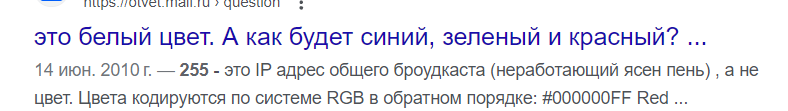 https://otvet.mail.ru › question
это белый цвет. А как будет синий, зеленый и красный? ...
14 июн. 2010 г. — 255 - это IP адрес общего броудкаста (неработающий ясен пень) , а не
цвет. Цвета кодируются по системе RGB в обратном порядке: #000000FF Red ...